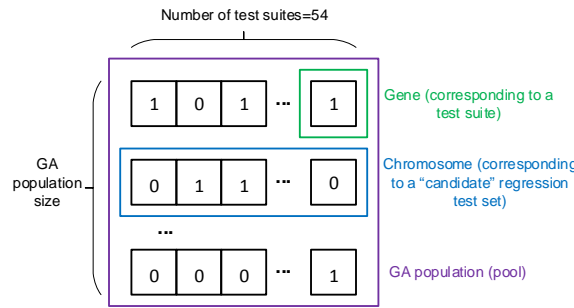 Number of test suites=54
1 0 1 ... 1
Gene (corresponding to a
test suite)
GA
population
size
0 1 1 ... 0
Chromosome (corresponding
to a “candidate” regression
test set)
...
0 0 0 ... 1
GA population (pool)